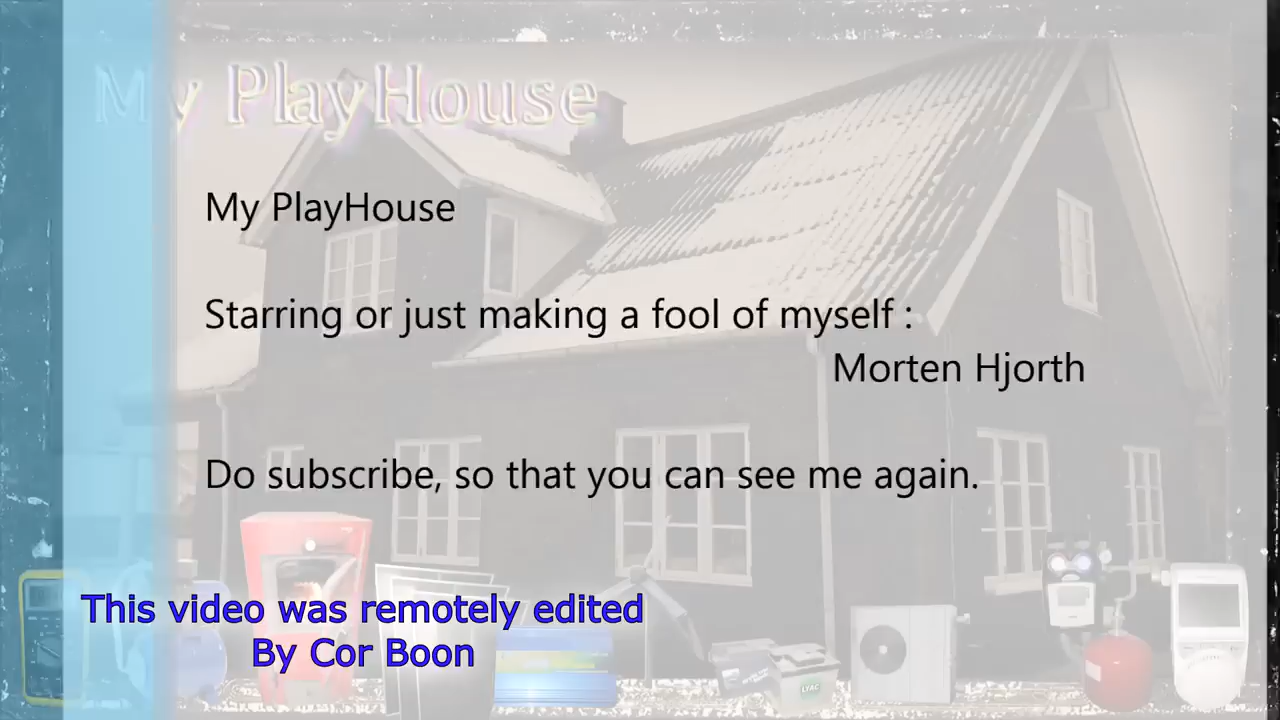 My PlayHouse
My PlayHouse
Starring or just making a fool of myself :
Morten Hjorth
Do subscribe, so that you can see me again.
This video was remotely edited
By Cor Boon